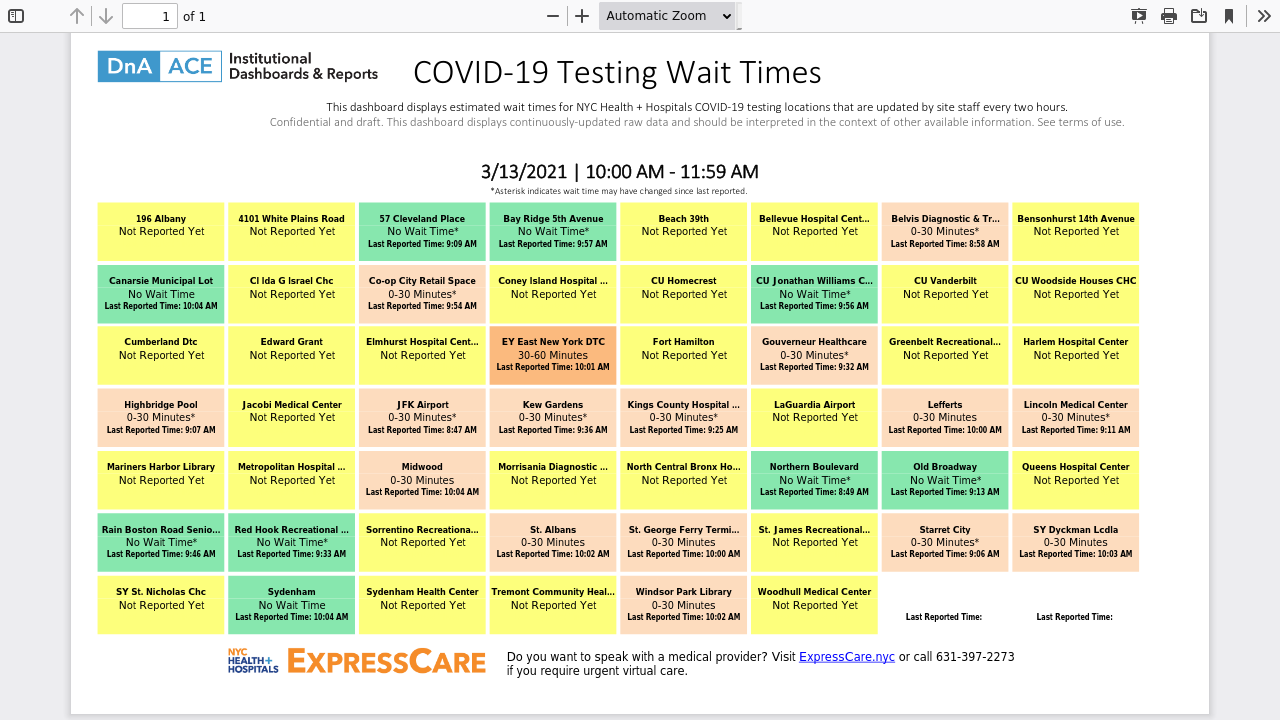 1 of 1 Automatic Zoom
DnA ACE Institutional
Dashboards & Reports
COVID-19 Testing Wait Times
This dashboard displays estimated wait times for NYC Health + Hospitals COVID-19 testing locations that are updated by site staff every two hours.
Confidential and draft. This dashboard displays continuously-updated raw data and should be interpreted in the context of other available information. See terms of use.
3/13/2021 | 10:00 AM - 11:59 AM
*Asterisk indicates wait time may have changed since last reported.
196 Albany 4101 White Plains Road 57 Cleveland Place Bay Ridge 5th Avenue Beach 39th Bellevue Hospital Cent... Belvis Diagnostic & Tr... Bensonhurst 14th Avenue
Not Reported Yet Not Reported Yet No Wait Time* No Wait Time* Not Reported Yet Not Reported Yet 0-30 Minutes* Not Reported Yet
Last Reported Time: 9:09 AM Last Reported Time: 9:57 AM Last Reported Time: 8:58 AM
Canarsie Municipal Lot Cl Ida G Israel Chc Co-op City Retail Space Coney Island Hospital ... CU Homecrest CU Jonathan Williams C... CU Vanderbilt CU Woodside Houses CHC
No Wait Time Not Reported Yet 0-30 Minutes* Not Reported Yet Not Reported Yet No Wait Time* Not Reported Yet Not Reported Yet
Last Reported Time: 10:04 AM Last Reported Time: 9:54 AM Last Reported Time: 9:56 AM
Cumberland Dtc Edward Grant Elmhurst Hospital Cent... EY East New York DTC Fort Hamilton Gouverneur Healthcare Greenbelt Recreational... Harlem Hospital Center
Not Reported Yet Not Reported Yet Not Reported Yet 30-60 Minutes Not Reported Yet 0-30 Minutes* Not Reported Yet Not Reported Yet
Last Reported Time: 10:01 AM Last Reported Time: 9:32 AM
Highbridge Pool Jacobi Medical Center JFK Airport Kew Gardens Kings County Hospital ... LaGuardia Airport Lefferts Lincoln Medical Center
0-30 Minutes* Not Reported Yet 0-30 Minutes* 0-30 Minutes* 0-30 Minutes* Not Reported Yet 0-30 Minutes 0-30 Minutes*
Last Reported Time: 9:07 AM Last Reported Time: 8:47 AM Last Reported Time: 9:36 AM Last Reported Time: 9:25 AM Last Reported Time: 10:00 AM Last Reported Time: 9:11 AM
Mariners Harbor Library Metropolitan Hospital ... Midwood Morrisania Diagnostic ... North Central Bronx Ho... Northern Boulevard Old Broadway Queens Hospital Center
Not Reported Yet Not Reported Yet 0-30 Minutes Not Reported Yet Not Reported Yet No Wait Time* No Wait Time* Not Reported Yet
Last Reported Time: 10:04 AM Last Reported Time: 8:49 AM Last Reported Time: 9:13 AM
Rain Boston Road Senio... Red Hook Recreational ... Sorrentino Recreationa... St. Albans St. George Ferry Termi... St. James Recreational... Starret City SY Dyckman Lcdla
No Wait Time* No Wait Time* Not Reported Yet 0-30 Minutes 0-30 Minutes Not Reported Yet 0-30 Minutes* 0-30 Minutes
Last Reported Time: 9:46 AM Last Reported Time: 9:33 AM Last Reported Time: 10:02 AM Last Reported Time: 10:00 AM Last Reported Time: 9:06 AM Last Reported Time: 10:03 AM
SY St. Nicholas Chc Sydenham Sydenham Health Center Tremont Community Heal... Windsor Park Library Woodhull Medical Center
Not Reported Yet No Wait Time Not Reported Yet Not Reported Yet 0-30 Minutes Not Reported Yet
Last Reported Time: 10:04 AM Last Reported Time: 10:02 AM Last Reported Time: Last Reported Time:
NYC
HEALTH+
HOSPITALS
EXPRESSCARE
Do you want to speak with a medical provider? Visit ExpressCare.nyc or call 631-397-2273
if you require urgent virtual care.